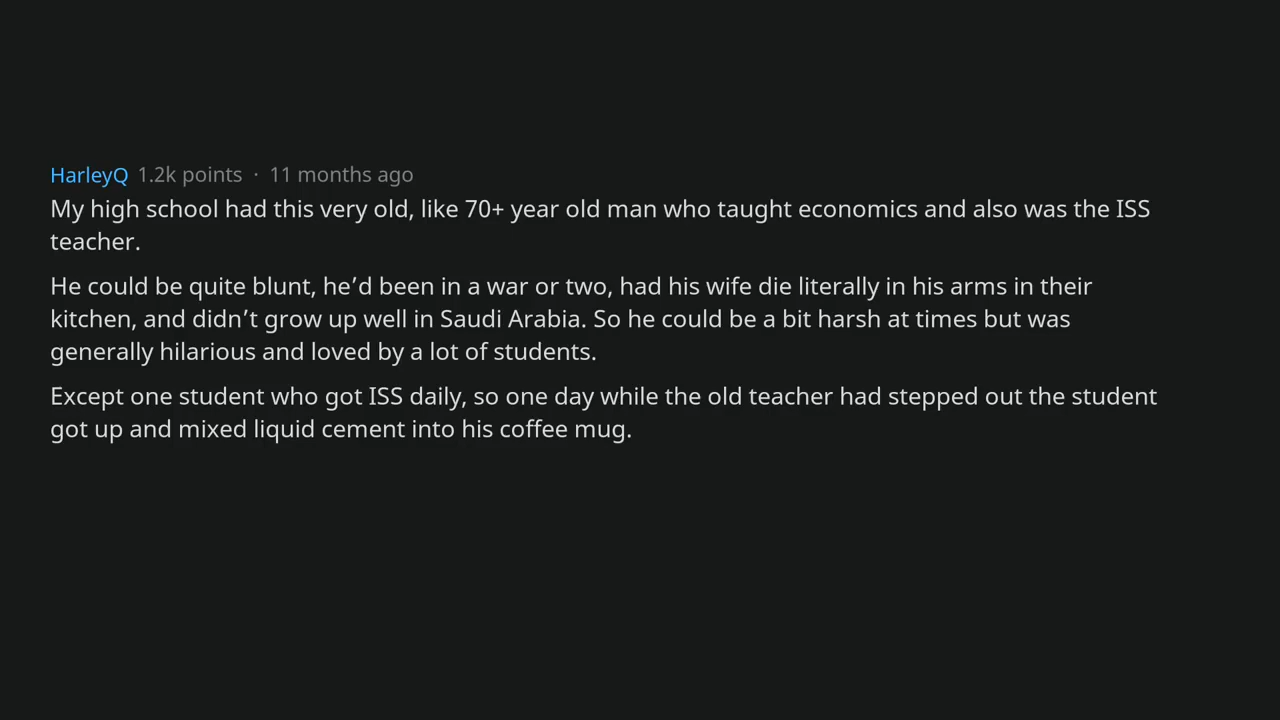 HarleyQ 1.2k points · 11 months ago
My high school had this very old, like 70+ year old man who taught economics and also was the ISS
teacher.
He could be quite blunt, he’d been in a war or two, had his wife die literally in his arms in their
kitchen, and didn’t grow up well in Saudi Arabia. So he could be a bit harsh at times but was
generally hilarious and loved by a lot of students.
Except one student who got ISS daily, so one day while the old teacher had stepped out the student
got up and mixed liquid cement into his coffee mug.